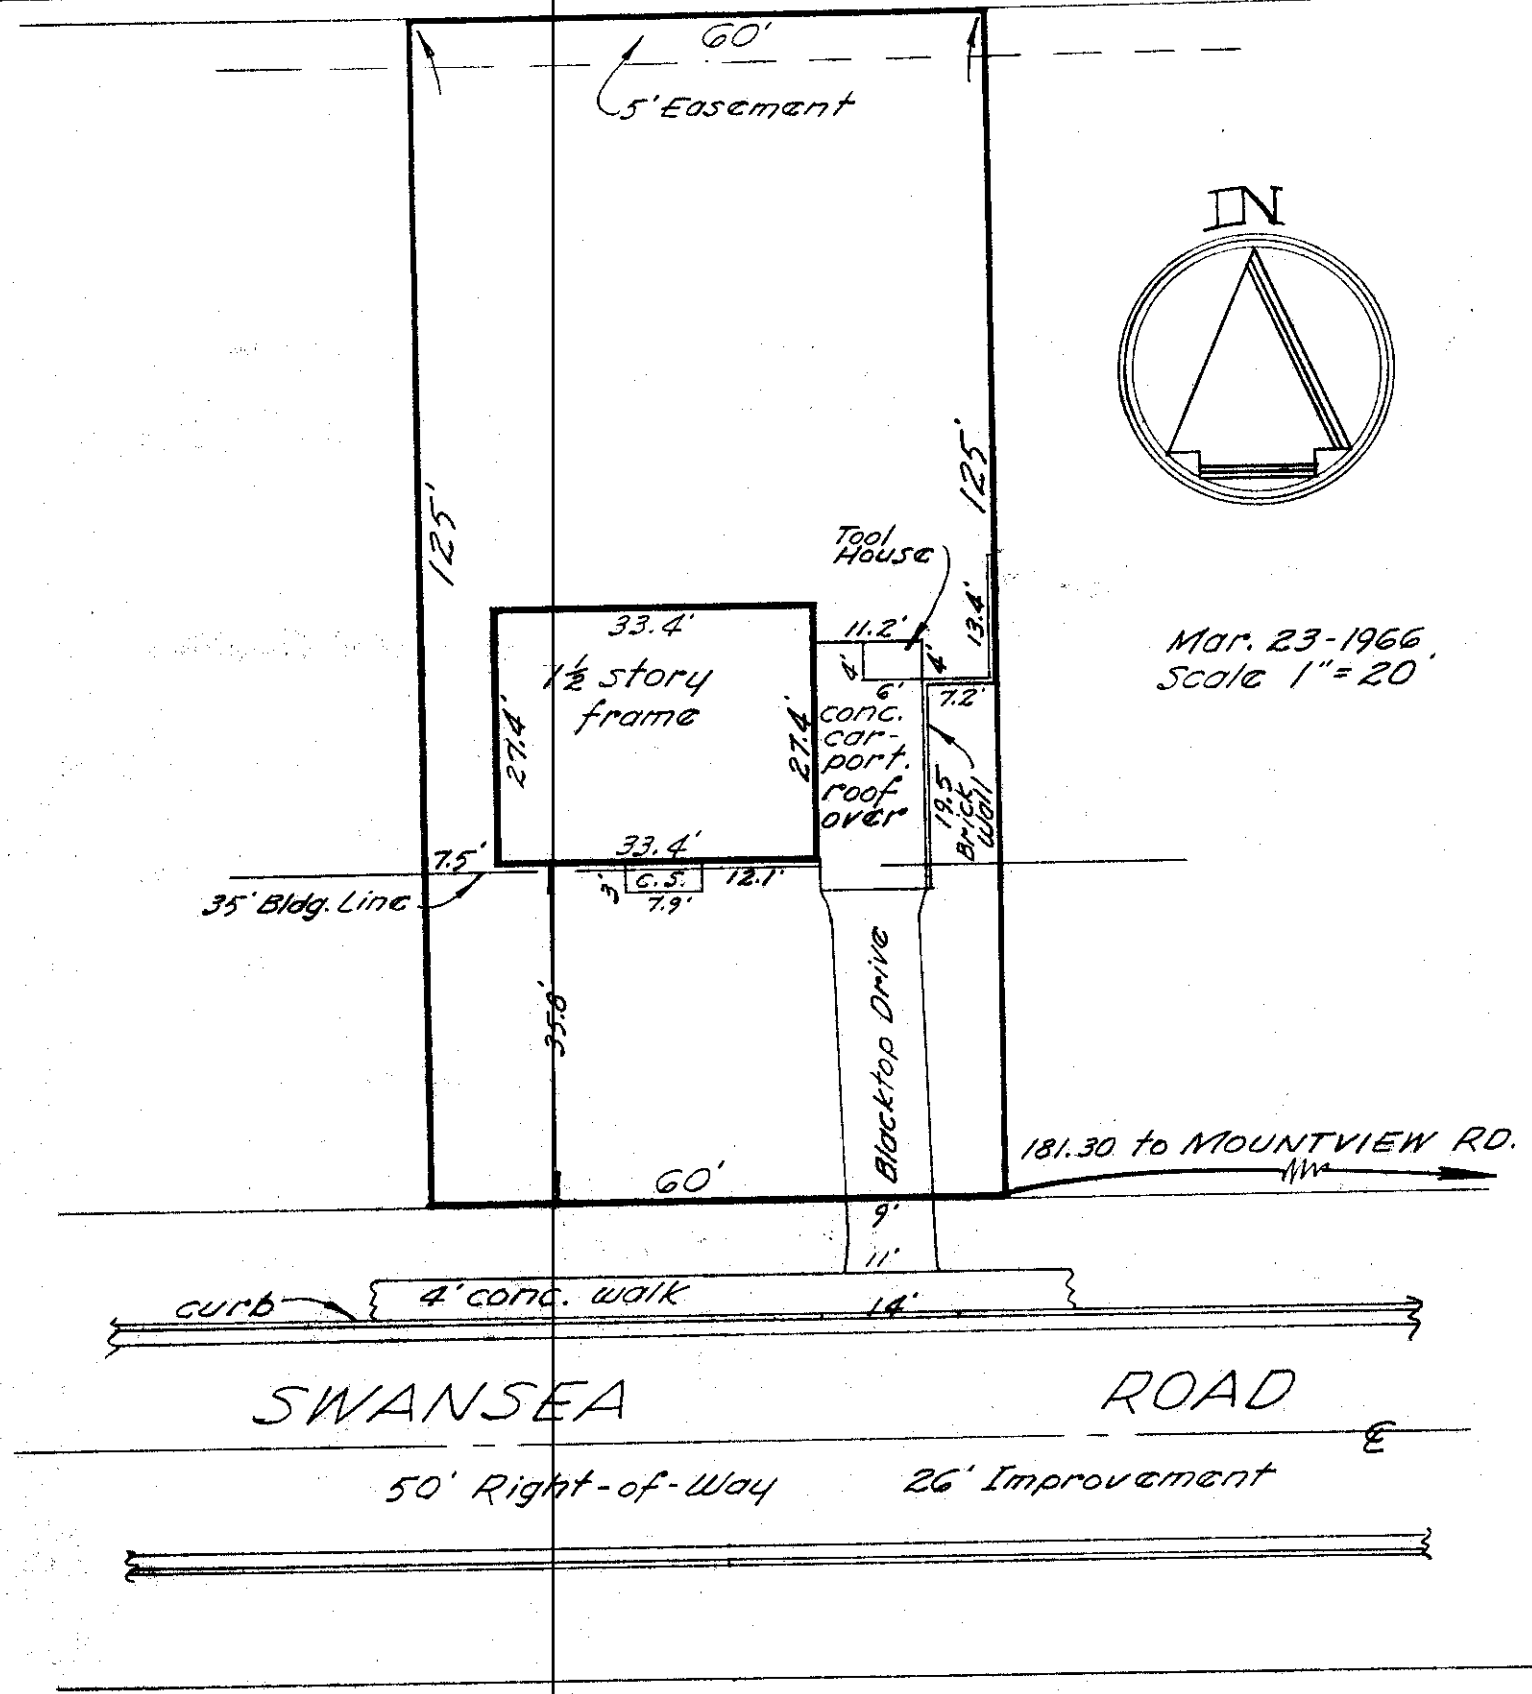 60'
5' Easement
N
125'
125'
Tool
House
11.2'
13.4'
33.4'
4'
4'
6'
7.2'
1½ story
frame
27.4'
27.4'
conc.
car-
port.
roof
over
19.5
Brick
Wall
Mar. 23-1966
Scale 1"= 20'
33.4'
7.5'
35' Bldg. Line
3'
C.S.
12.1'
7.9'
Blacktop Drive
181.30 to MOUNTVIEW RD.
60'
9'
11'
curb
4' conc. walk
14'
SWANSEA ROAD
50' Right-of-Way 26' Improvement